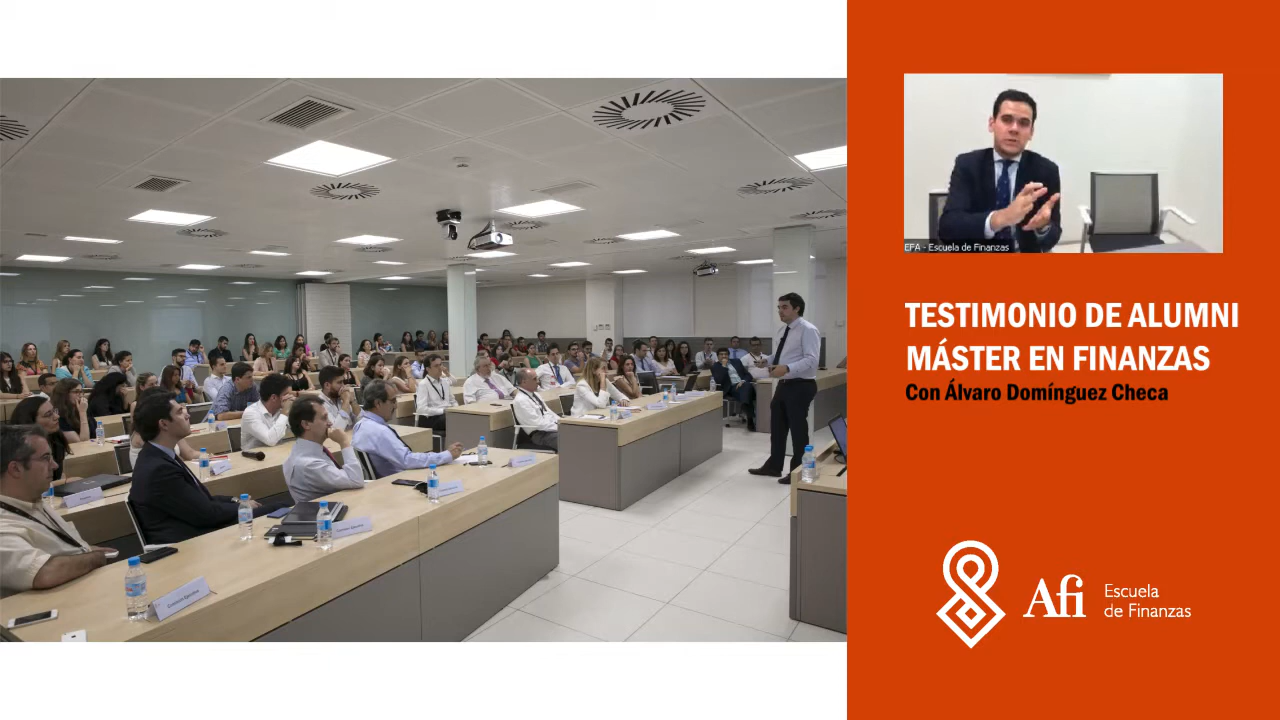 EFA - Escuela de Finanzas
TESTIMONIO DE ALUMNI
MÁSTER EN FINANZAS
Con Álvaro Domínguez Checa
Afi
Escuela
de Finanzas